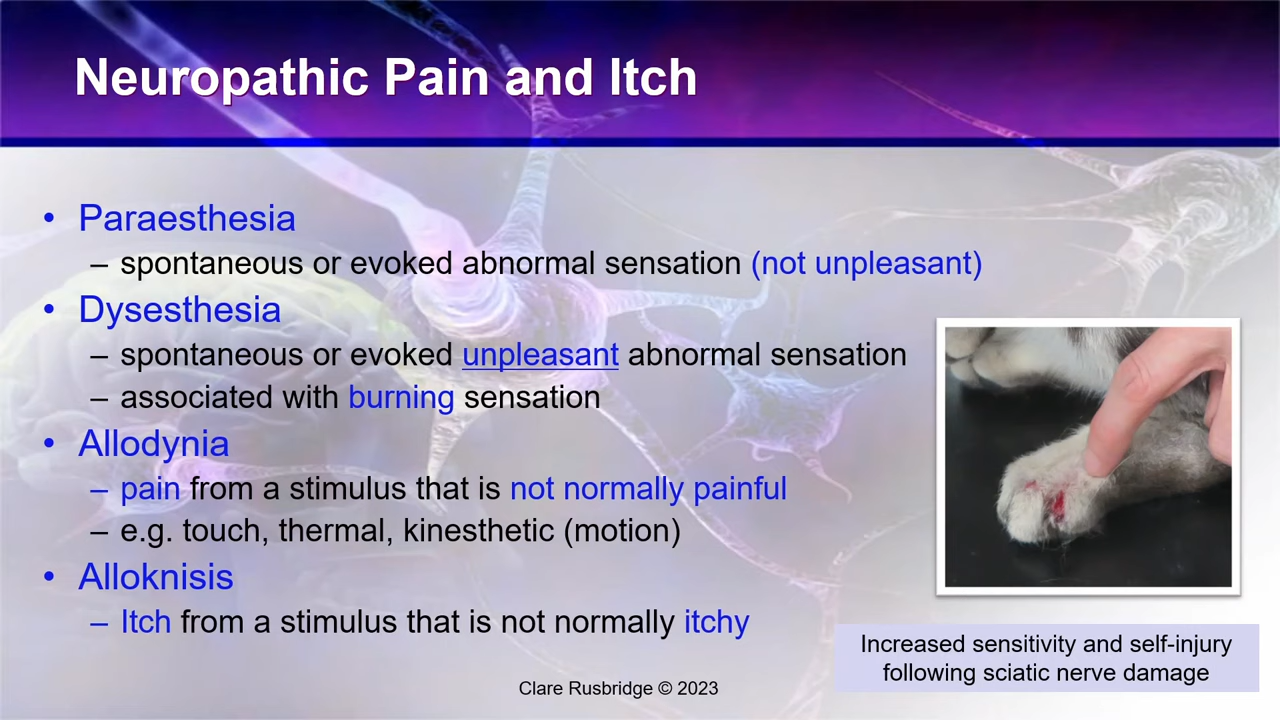 Neuropathic Pain and Itch
• Paraesthesia
– spontaneous or evoked abnormal sensation (not unpleasant)
• Dysesthesia
– spontaneous or evoked unpleasant abnormal sensation
– associated with burning sensation
• Allodynia
– pain from a stimulus that is not normally painful
– e.g. touch, thermal, kinesthetic (motion)
• Alloknisis
– Itch from a stimulus that is not normally itchy
Increased sensitivity and self-injury
following sciatic nerve damage
Clare Rusbridge © 2023